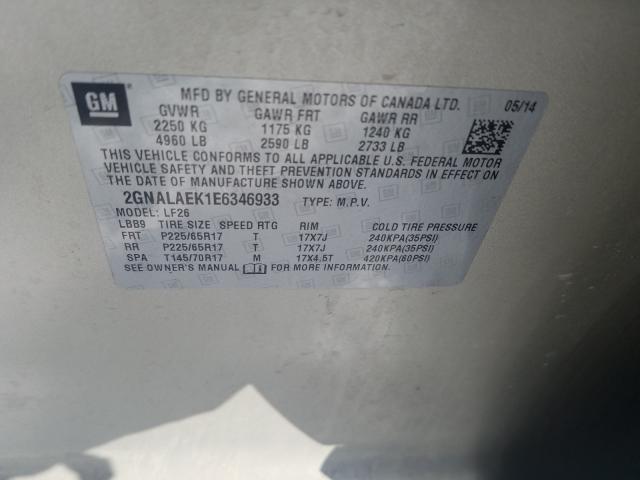 GM
MFD BY GENERAL MOTORS OF CANADA LTD. 05/14
GVWR GAWR FRT GAWR RR
2250 KG 1175 KG 1240 KG
4960 LB 2590 LB 2733 LB
THIS VEHICLE CONFORMS TO ALL APPLICABLE U.S. FEDERAL MOTOR
VEHICLE SAFETY AND THEFT PREVENTION STANDARDS IN EFFECT ON
THE DATE OF MANUFACTURE SHOWN ABOVE.
2GNALAEK1E6346933 TYPE: M.P.V.
MODEL: LF26
LBB9 TIRE SIZE SPEED RTG RIM COLD TIRE PRESSURE
FRT P225/65R17 T 17X7J 240KPA(35PSI)
RR P225/65R17 T 17X7J 240KPA(35PSI)
SPA T145/70R17 M 17X4.5T 420KPA(60PSI)
SEE OWNER'S MANUAL FOR MORE INFORMATION